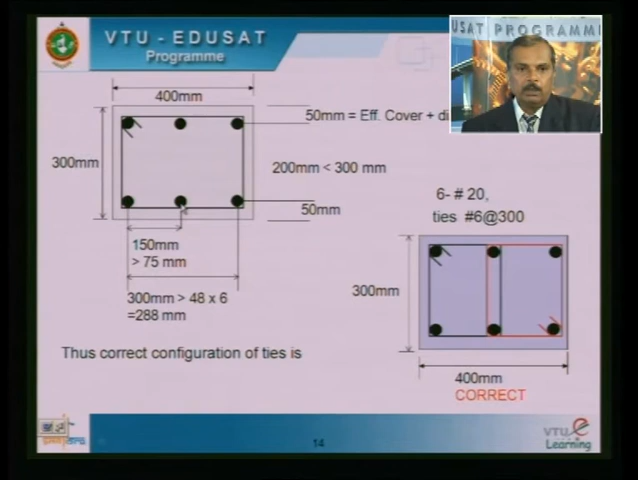 VTU - EDUSAT
Programme
USAT PROGRAMM
400mm
50mm = Eff. Cover + di
300mm
200mm < 300 mm
50mm
6- # 20,
ties #6@300
150mm
> 75 mm
300mm > 48 x 6
=288 mm
300mm
Thus correct configuration of ties is
400mm
CORRECT
14
VTU e
Learning